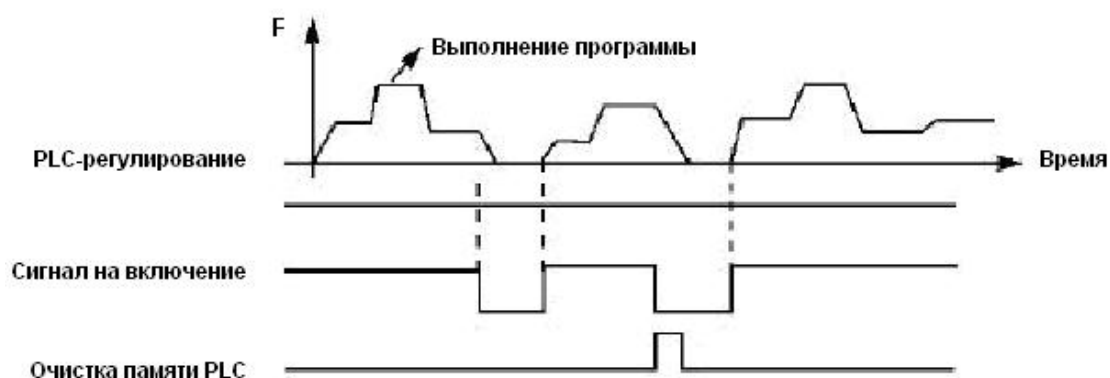 F
Выполнение программы
PLC-регулирование
Время
Сигнал на включение
Очистка памяти PLC